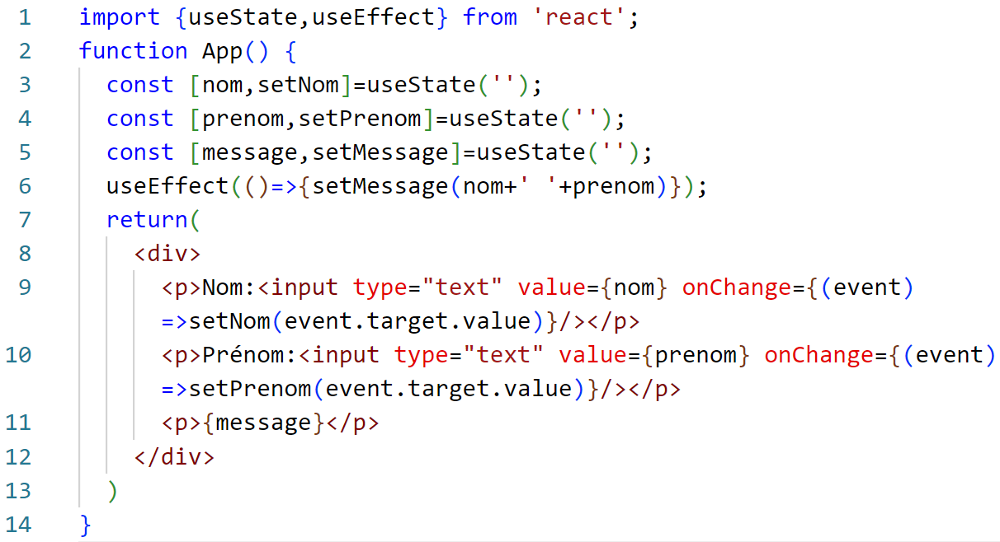 1 import {useState,useEffect} from 'react';
2 function App() {
3 const [nom,setNom]=useState('');
4 const [prenom,setPrenom]=useState('');
5 const [message,setMessage]=useState('');
6 useEffect(()=>{setMessage(nom+' '+prenom)});
7 return(
8 <div>
9 <p>Nom:<input type="text" value={nom} onChange={(event)
=>setNom(event.target.value)}/></p>
10 <p>Prénom:<input type="text" value={prenom} onChange={(event)
=>setPrenom(event.target.value)}/></p>
11 <p>{message}</p>
12 </div>
13 )
14 }